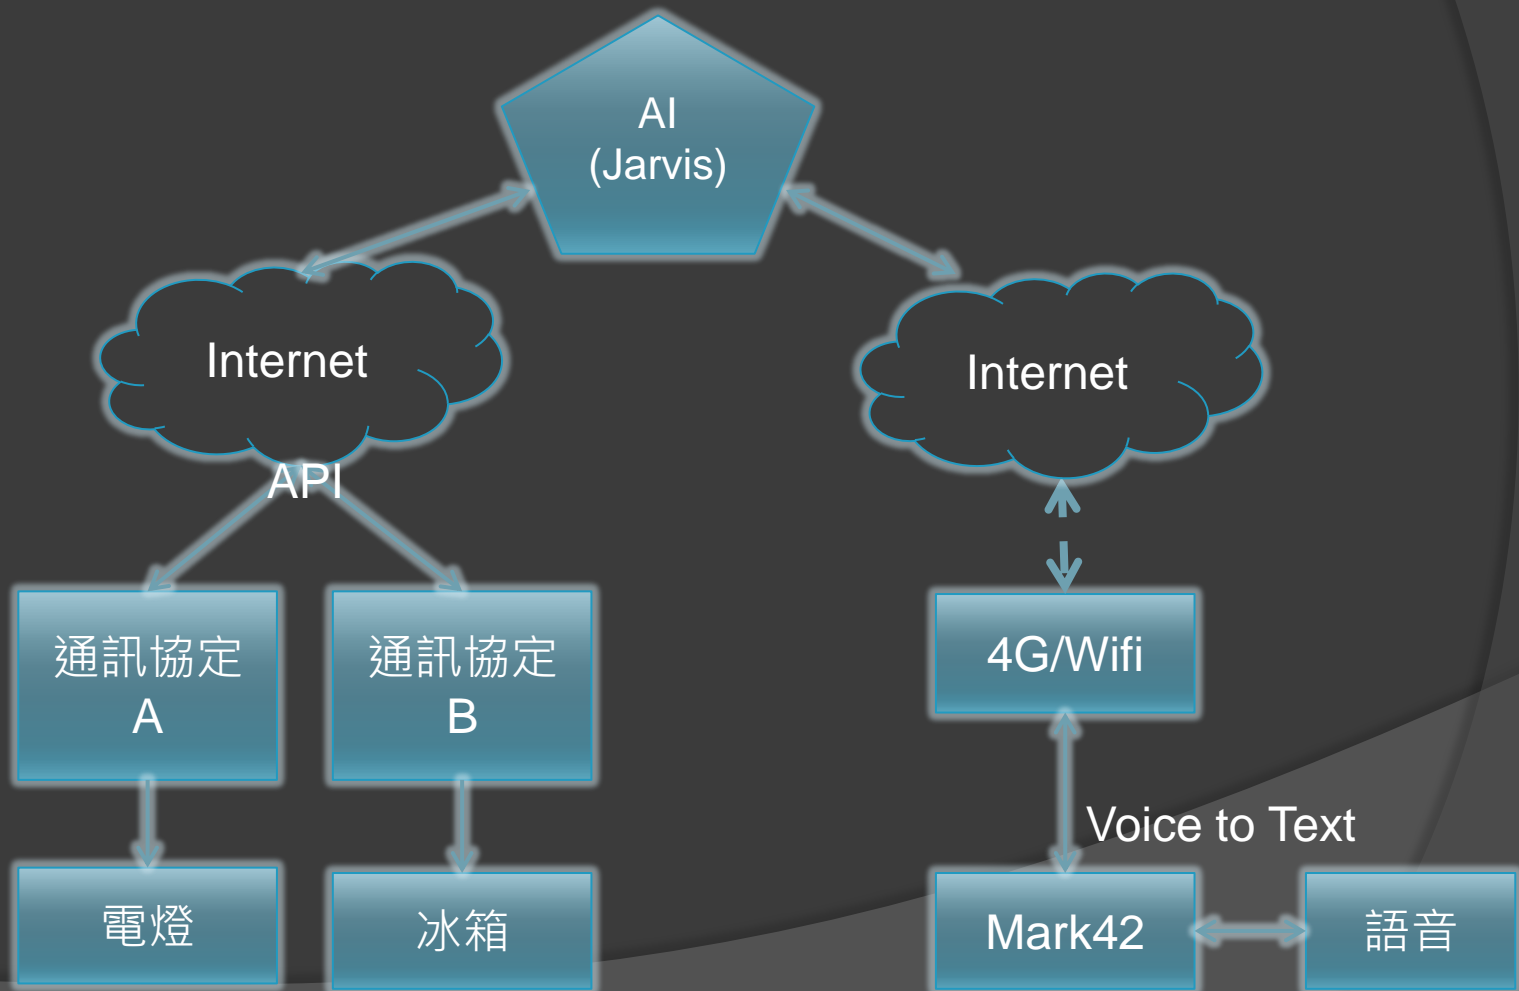 AI
(Jarvis)
Internet
Internet
API
通訊協定
A
通訊協定
B
4G/Wifi
Voice to Text
電燈
冰箱
Mark42
語音